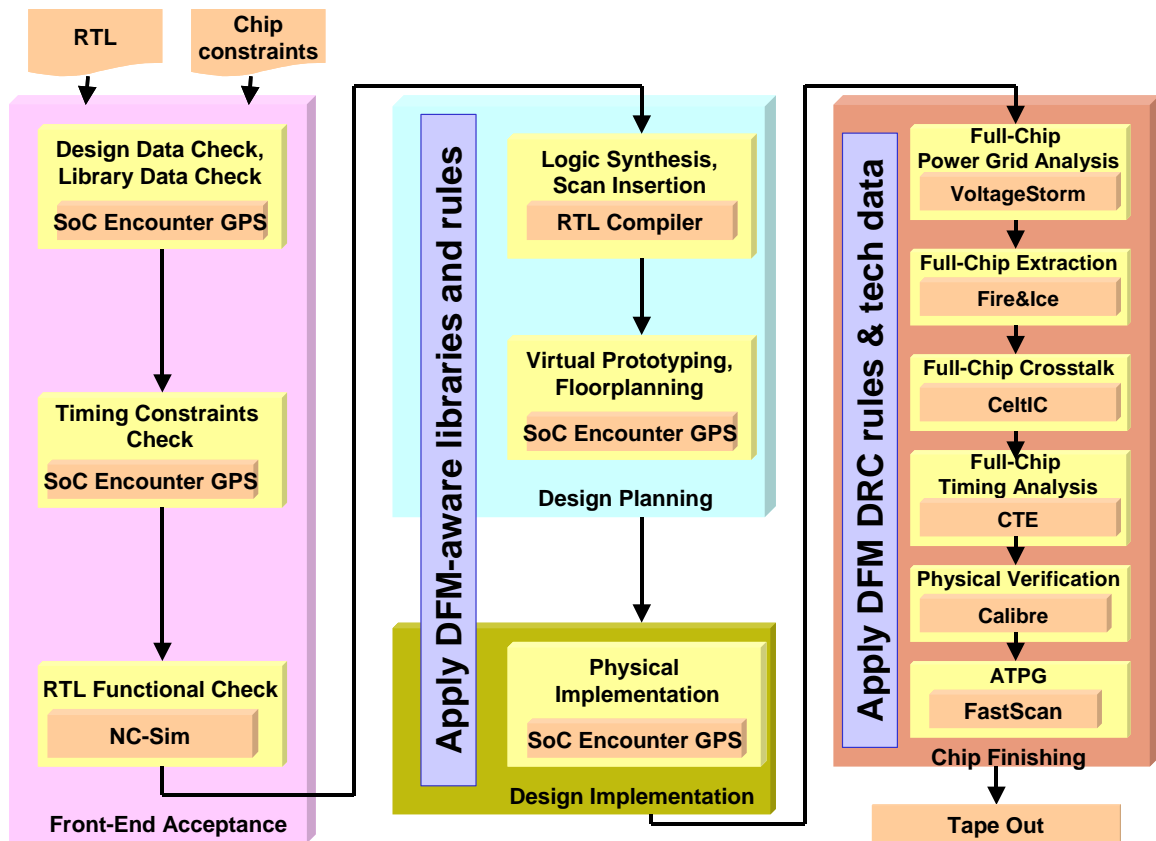 RTL
Chip
constraints
Design Data Check,
Library Data Check
SoC Encounter GPS
Timing Constraints
Check
SoC Encounter GPS
RTL Functional Check
NC-Sim
Front-End Acceptance
Apply DFM-aware libraries and rules
Logic Synthesis,
Scan Insertion
RTL Compiler
Virtual Prototyping,
Floorplanning
SoC Encounter GPS
Design Planning
Physical
Implementation
SoC Encounter GPS
Design Implementation
Apply DFM DRC rules & tech data
Full-Chip
Power Grid Analysis
VoltageStorm
Full-Chip Extraction
Fire&Ice
Full-Chip Crosstalk
CeltIC
Full-Chip
Timing Analysis
CTE
Physical Verification
Calibre
ATPG
FastScan
Chip Finishing
Tape Out